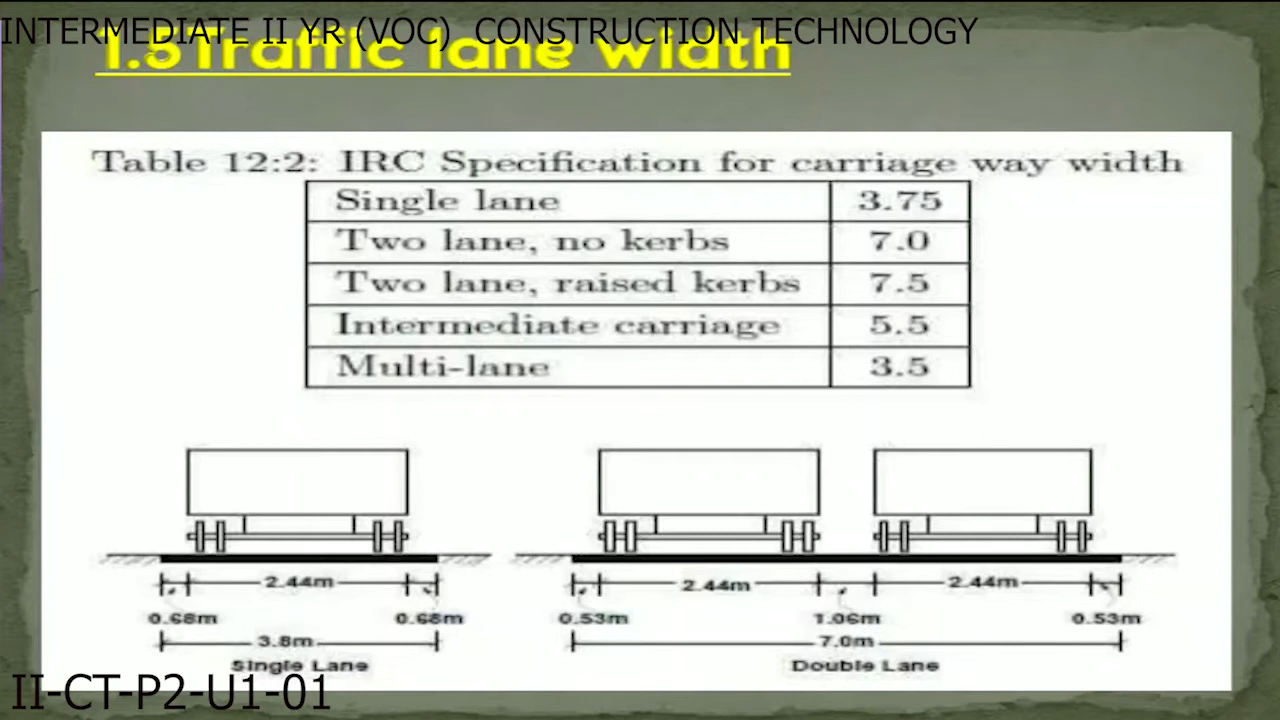 INTERMEDIATE II YR (VOC) CONSTRUCTION TECHNOLOGY
1.5 Traffic lane width
Table 12:2: IRC Specification for carriage way width
Single lane 3.75
Two lane, no kerbs 7.0
Two lane, raised kerbs 7.5
Intermediate carriage 5.5
Multi-lane 3.5
2.44m 2.44m 2.44m
0.68m 0.68m 0.53m 1.06m 0.53m
3.8m 7.0m
Single Lane Double Lane
II-CT-P2-U1-01